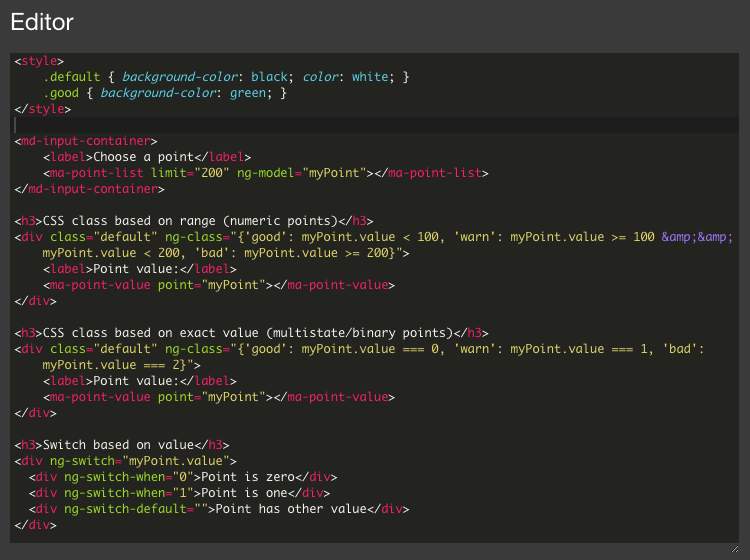 Editor
<style>
    .default { background-color: black; color: white; }
    .good { background-color: green; }
</style>

<md-input-container>
    <label>Choose a point</label>
    <ma-point-list limit="200" ng-model="myPoint"></ma-point-list>
</md-input-container>

<h3>CSS class based on range (numeric points)</h3>
<div class="default" ng-class="{'good': myPoint.value < 100, 'warn': myPoint.value >= 100 &amp;&amp;
    myPoint.value < 200, 'bad': myPoint.value >= 200}">
    <label>Point value:</label>
    <ma-point-value point="myPoint"></ma-point-value>
</div>

<h3>CSS class based on exact value (multistate/binary points)</h3>
<div class="default" ng-class="{'good': myPoint.value === 0, 'warn': myPoint.value === 1, 'bad':
    myPoint.value === 2}">
    <label>Point value:</label>
    <ma-point-value point="myPoint"></ma-point-value>
</div>

<h3>Switch based on value</h3>
<div ng-switch="myPoint.value">
  <div ng-switch-when="0">Point is zero</div>
  <div ng-switch-when="1">Point is one</div>
  <div ng-switch-default="">Point has other value</div>
</div>